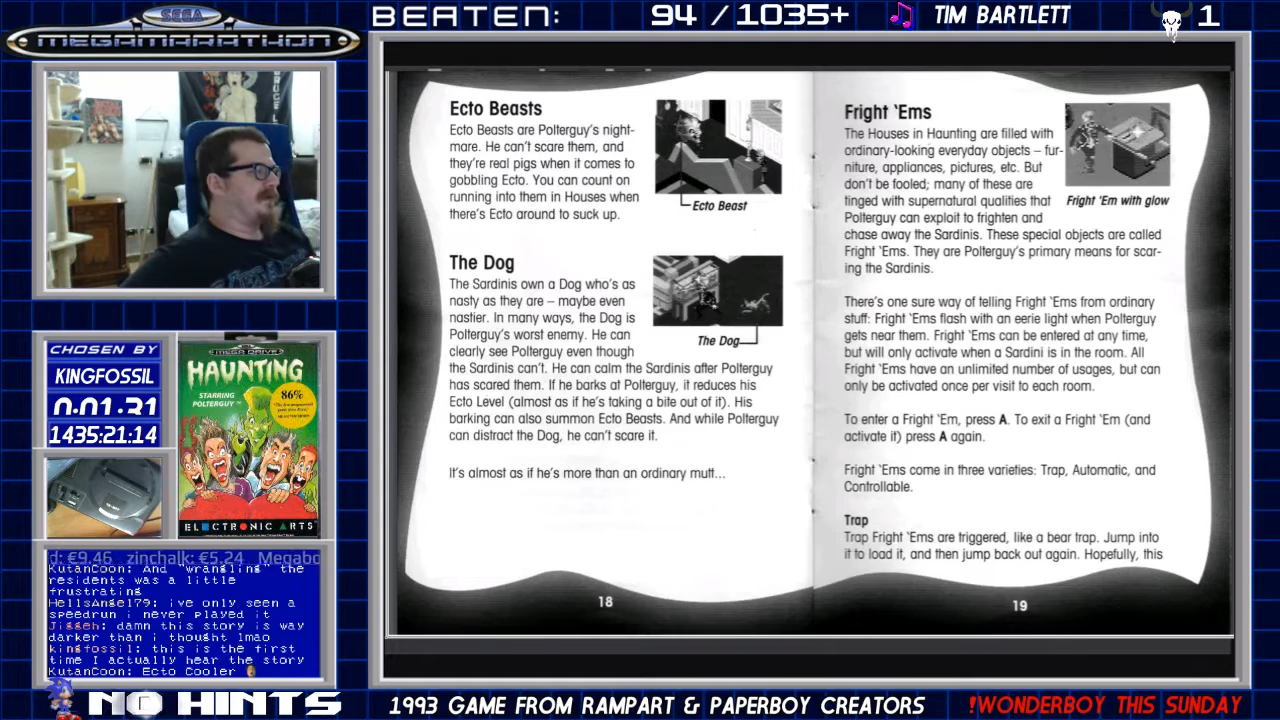 SEGA
MEGAMARATHON
BEATEN: 94 / 1035+ TIM BARTLETT 1
CHOSEN BY
KINGFOSSIL
0:01:31
1435:21:14
MEGA DRIVE
HAUNTING
STARRING
POLTERGUY
86%
ELECTRONIC ARTS
d: €9.46 zinchalk: €5.24 Megabo
KutanCoon: And "wrangling" the
residents was a little
frustrating
HellsAngel79: ive only seen a
speedrun i never played it
Jiggeh: damn this story is way
darker than i thought lmao
kingfossil: this is the first
time I actually hear the story
KutanCoon: Ecto Cooler
Ecto Beasts
Ecto Beasts are Polterguy's night-
mare. He can't scare them, and
they're real pigs when it comes to
gobbling Ecto. You can count on
running into them in Houses when
there's Ecto around to suck up.
Ecto Beast
The Dog
The Sardinis own a Dog who's as
nasty as they are – maybe even
nastier. In many ways, the Dog is
Polterguy's worst enemy. He can
clearly see Polterguy even though
the Sardinis can't. He can calm the Sardinis after Polterguy
has scared them. If he barks at Polterguy, it reduces his
Ecto Level (almost as if he's taking a bite out of it). His
barking can also summon Ecto Beasts. And while Polterguy
can distract the Dog, he can't scare it.
The Dog
It's almost as if he's more than an ordinary mutt...
18
Fright 'Ems
The Houses in Haunting are filled with
ordinary-looking everyday objects – fur-
niture, appliances, pictures, etc. But
don't be fooled; many of these are
tinged with supernatural qualities that
Polterguy can exploit to frighten and
chase away the Sardinis. These special objects are called
Fright 'Ems. They are Polterguy's primary means for scar-
ing the Sardinis.
Fright 'Em with glow
There's one sure way of telling Fright 'Ems from ordinary
stuff: Fright 'Ems flash with an eerie light when Polterguy
gets near them. Fright 'Ems can be entered at any time,
but will only activate when a Sardini is in the room. All
Fright 'Ems have an unlimited number of usages, but can
only be activated once per visit to each room.
To enter a Fright 'Em, press A. To exit a Fright 'Em (and
activate it) press A again.
Fright 'Ems come in three varieties: Trap, Automatic, and
Controllable.
Trap
Trap Fright 'Ems are triggered, like a bear trap. Jump into
it to load it, and then jump back out again. Hopefully, this
19
NO HINTS
1993 GAME FROM RAMPART & PAPERBOY CREATORS
!WONDERBOY THIS SUNDAY